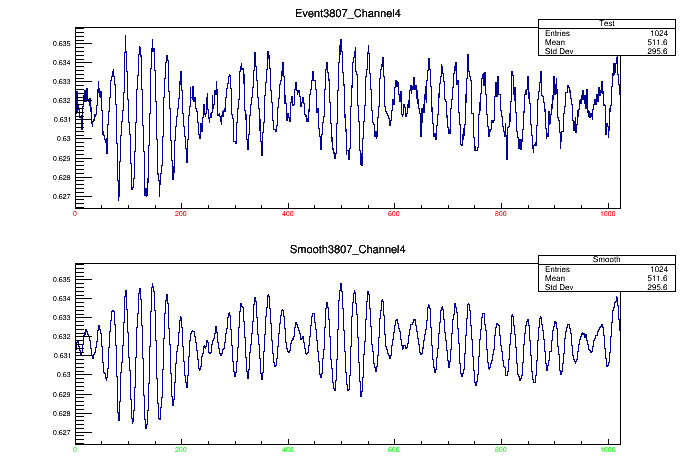 Event3807_Channel4
Test
Entries 1024
Mean 511.6
Std Dev 295.6
0.635
0.634
0.633
0.632
0.631
0.63
0.629
0.628
0.627
0 200 400 600 800 1000
Smooth3807_Channel4
Smooth
Entries 1024
Mean 511.6
Std Dev 295.6
0.635
0.634
0.633
0.632
0.631
0.63
0.629
0.628
0.627
0 200 400 600 800 1000